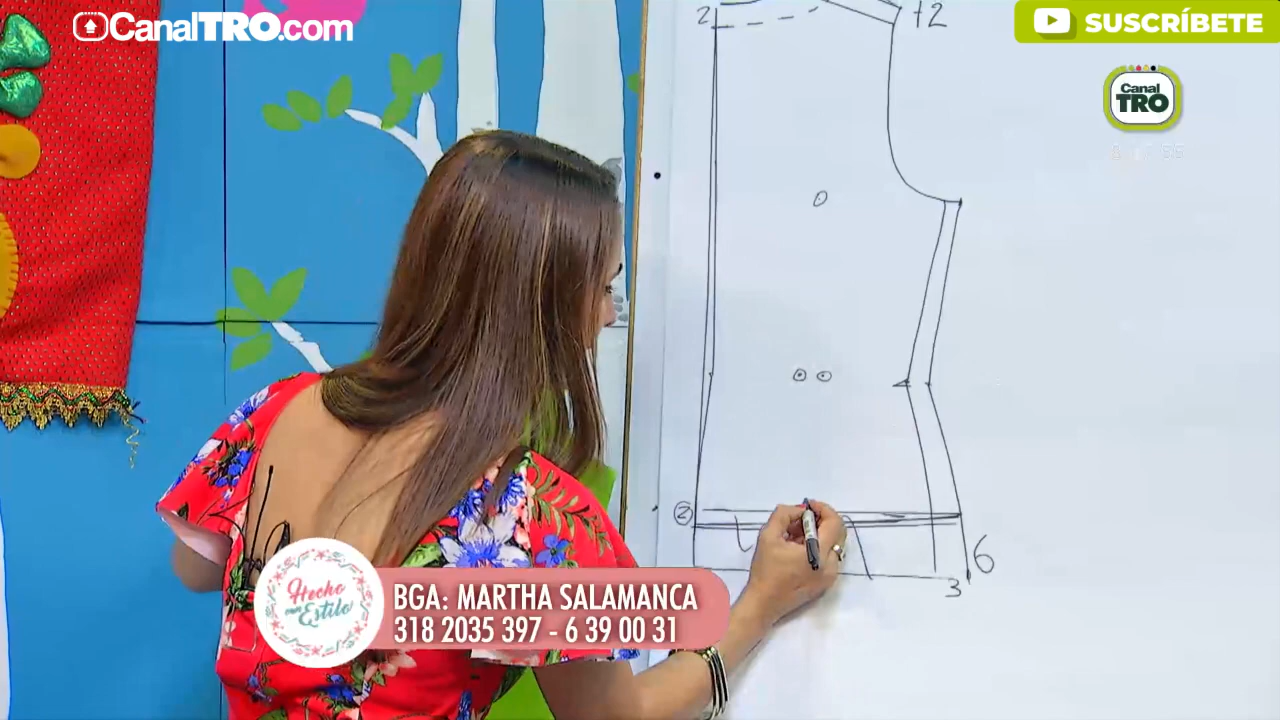 CanalTRO.com
SUSCRÍBETE
Canal
TRO
2
+2
2
6
3
Hecho
con
Estilo
BGA: MARTHA SALAMANCA
318 2035 397 - 6 39 00 31